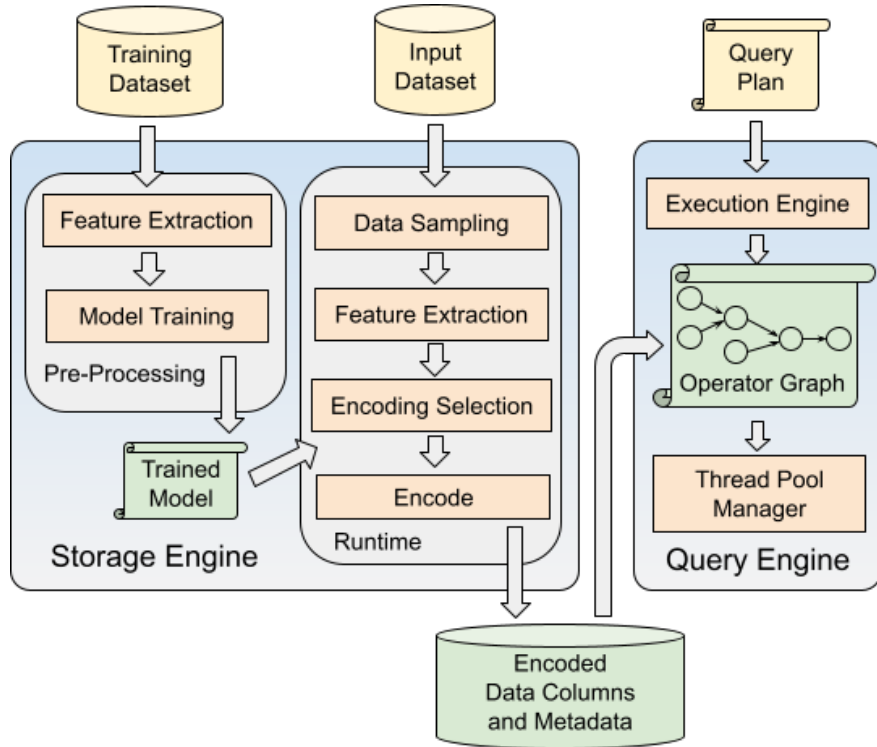 Training
Dataset
Input
Dataset
Query
Plan
Feature Extraction
Model Training
Pre-Processing
Trained
Model
Storage Engine
Data Sampling
Feature Extraction
Encoding Selection
Encode
Runtime
Execution Engine
Operator Graph
Thread Pool
Manager
Query Engine
Encoded
Data Columns
and Metadata